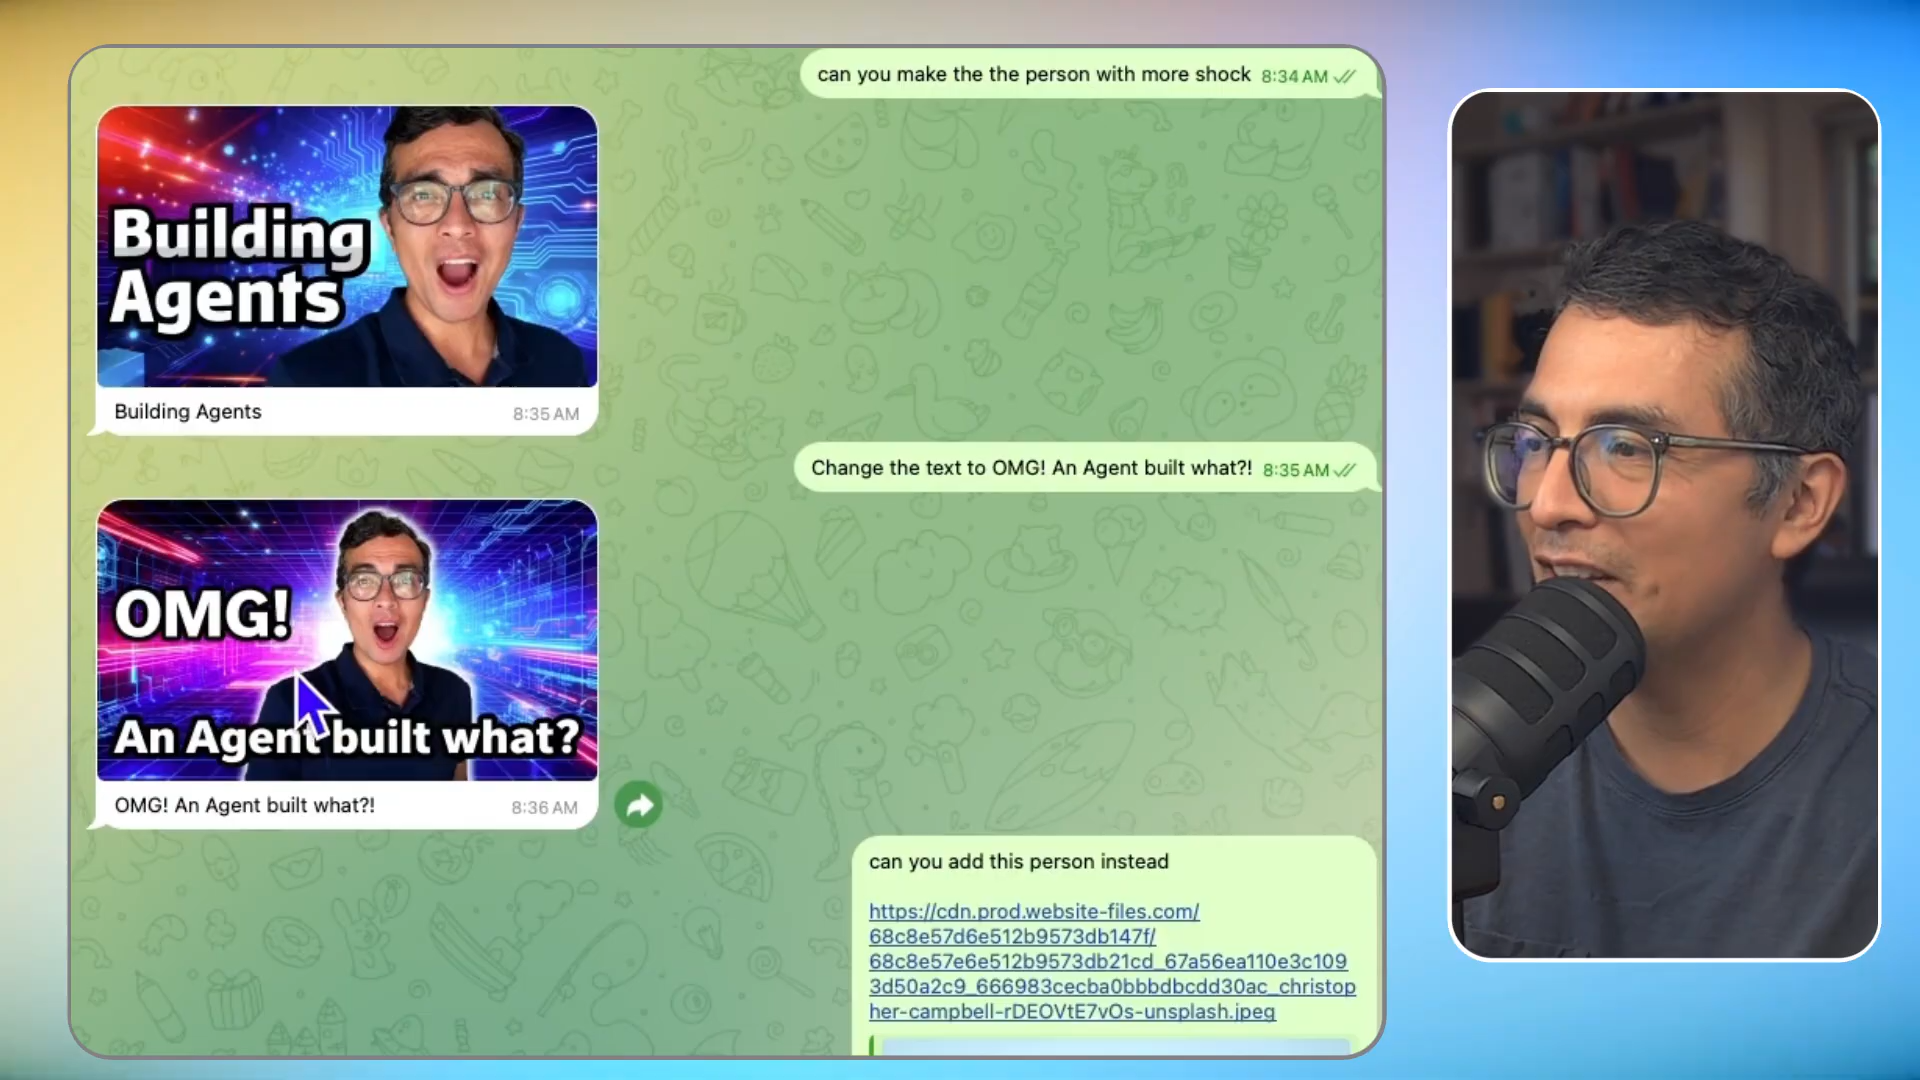 can you make the the person with more shock 8:34 AM
Building
Agents
Building Agents 8:35 AM
Change the text to OMG! An Agent built what?! 8:35 AM
OMG!
An Agent built what?
OMG! An Agent built what?! 8:36 AM
can you add this person instead
https://cdn.prod.website-files.com/
68c8e57d6e512b9573db147f/
68c8e57e6e512b9573db21cd_67a56ea110e3c109
3d50a2c9_666983cecba0bbbdbcdd30ac_christop
her-campbell-rDEOVtE7vOs-unsplash.jpeg